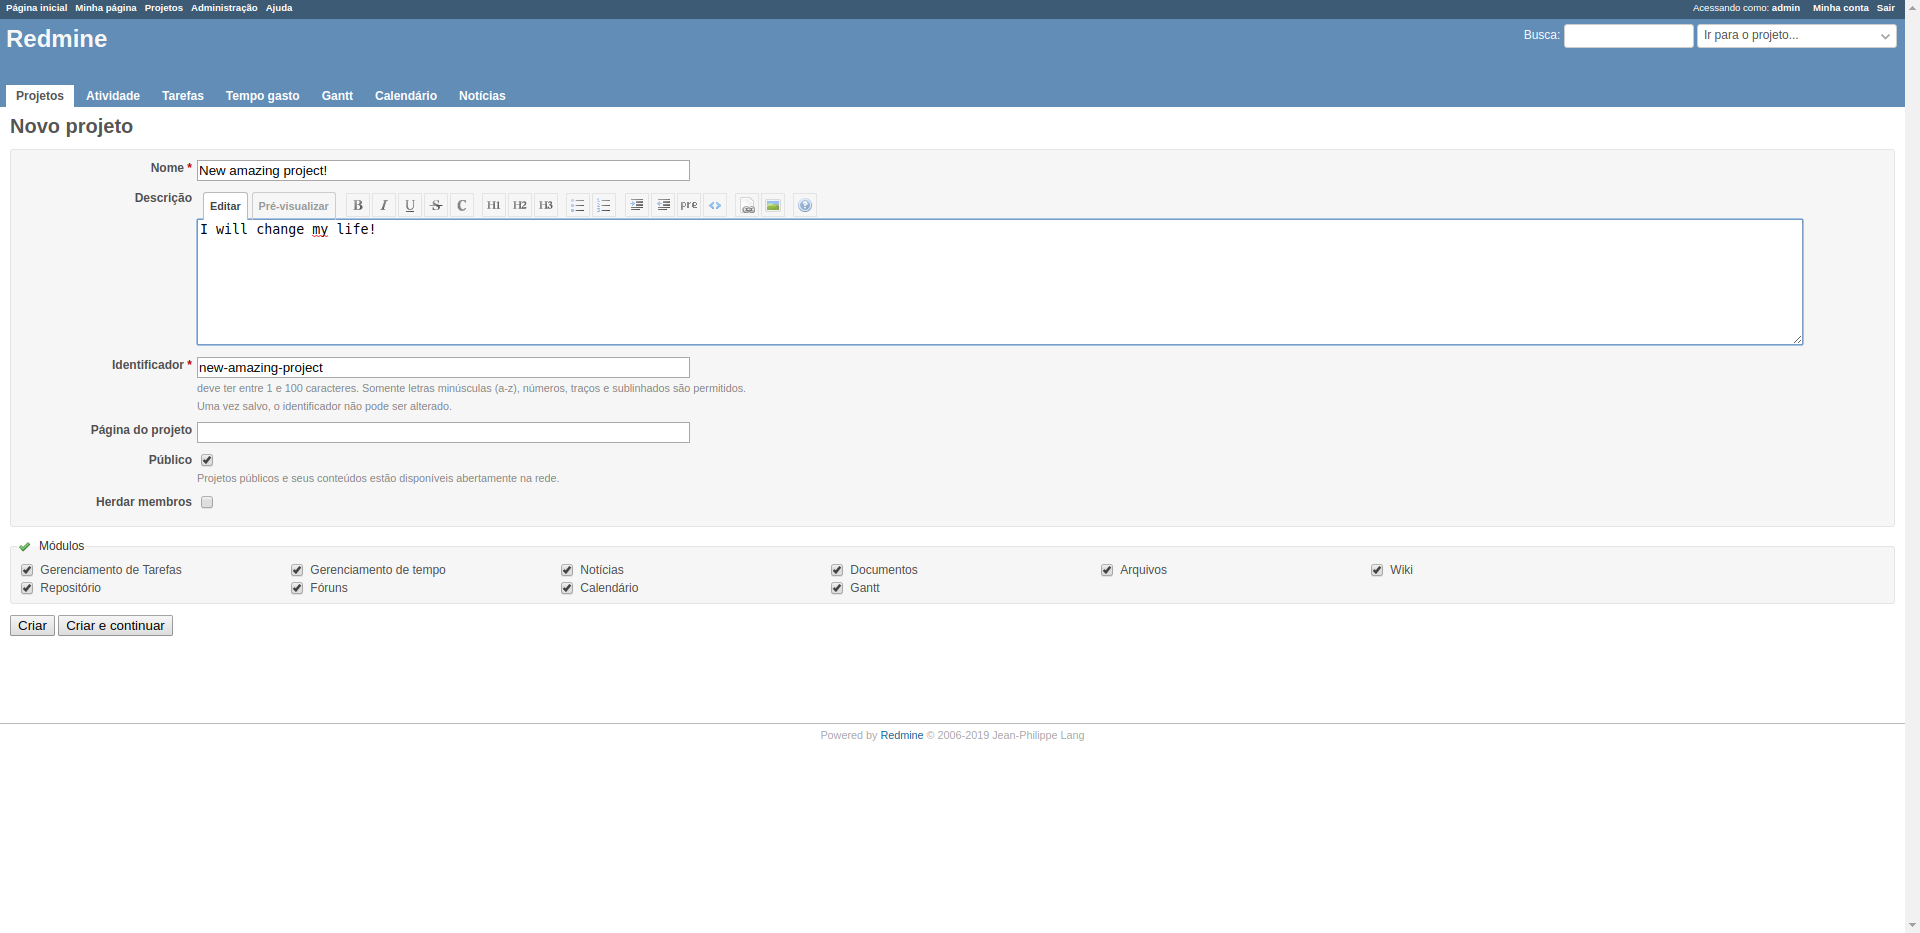 Página inicial Minha página Projetos Administração Ajuda Acessando como: admin Minha conta Sair
Redmine Busca: Ir para o projeto...
Projetos Atividade Tarefas Tempo gasto Gantt Calendário Notícias
Novo projeto
Nome * New amazing project!
Descrição Editar Pré-visualizar B I U S C H1 H2 H3 pre <>
I will change my life!
Identificador * new-amazing-project
deve ter entre 1 e 100 caracteres. Somente letras minúsculas (a-z), números, traços e sublinhados são permitidos.
Uma vez salvo, o identificador não pode ser alterado.
Página do projeto
Público
Projetos públicos e seus conteúdos estão disponíveis abertamente na rede.
Herdar membros
Módulos
Gerenciamento de Tarefas Gerenciamento de tempo Notícias Documentos Arquivos Wiki
Repositório Fóruns Calendário Gantt
Criar Criar e continuar
Powered by Redmine © 2006-2019 Jean-Philippe Lang